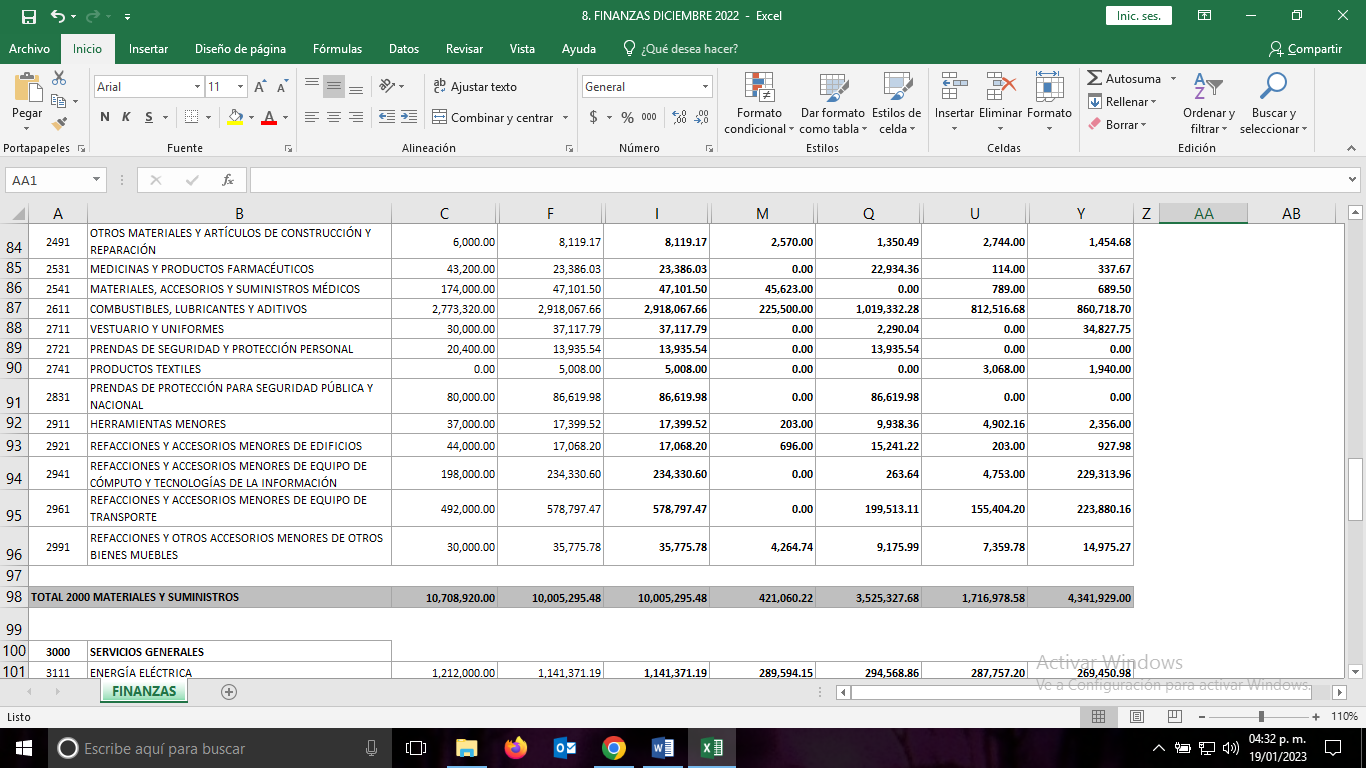 8. FINANZAS DICIEMBRE 2022 - Excel
Inic. ses.
Archivo Inicio Insertar Diseño de página Fórmulas Datos Revisar Vista Ayuda ¿Qué desea hacer? Compartir
Pegar
Arial 11 A A
N K S A
ab Ajustar texto
Combinar y centrar
General
$ % 000
Formato condicional
Dar formato como tabla
Estilos de celda
Insertar Eliminar Formato
Autosuma
Rellenar
Borrar
Ordenar y filtrar
Buscar y seleccionar
Portapapeles Fuente Alineación Número Estilos Celdas Edición
AA1 fx
A B C F I M Q U Y Z AA AB
84 2491 OTROS MATERIALES Y ARTÍCULOS DE CONSTRUCCIÓN Y REPARACIÓN 6,000.00 8,119.17 8,119.17 2,570.00 1,350.49 2,744.00 1,454.68
85 2531 MEDICINAS Y PRODUCTOS FARMACÉUTICOS 43,200.00 23,386.03 23,386.03 0.00 22,934.36 114.00 337.67
86 2541 MATERIALES, ACCESORIOS Y SUMINISTROS MÉDICOS 174,000.00 47,101.50 47,101.50 45,623.00 0.00 789.00 689.50
87 2611 COMBUSTIBLES, LUBRICANTES Y ADITIVOS 2,773,320.00 2,918,067.66 2,918,067.66 225,500.00 1,019,332.28 812,516.68 860,718.70
88 2711 VESTUARIO Y UNIFORMES 30,000.00 37,117.79 37,117.79 0.00 2,290.04 0.00 34,827.75
89 2721 PRENDAS DE SEGURIDAD Y PROTECCIÓN PERSONAL 20,400.00 13,935.54 13,935.54 0.00 13,935.54 0.00 0.00
90 2741 PRODUCTOS TEXTILES 0.00 5,008.00 5,008.00 0.00 0.00 3,068.00 1,940.00
91 2831 PRENDAS DE PROTECCIÓN PARA SEGURIDAD PÚBLICA Y NACIONAL 80,000.00 86,619.98 86,619.98 0.00 86,619.98 0.00 0.00
92 2911 HERRAMIENTAS MENORES 37,000.00 17,399.52 17,399.52 203.00 9,938.36 4,902.16 2,356.00
93 2921 REFACCIONES Y ACCESORIOS MENORES DE EDIFICIOS 44,000.00 17,068.20 17,068.20 696.00 15,241.22 203.00 927.98
94 2941 REFACCIONES Y ACCESORIOS MENORES DE EQUIPO DE CÓMPUTO Y TECNOLOGÍAS DE LA INFORMACIÓN 198,000.00 234,330.60 234,330.60 0.00 263.64 4,753.00 229,313.96
95 2961 REFACCIONES Y ACCESORIOS MENORES DE EQUIPO DE TRANSPORTE 492,000.00 578,797.47 578,797.47 0.00 199,513.11 155,404.20 223,880.16
96 2991 REFACCIONES Y OTROS ACCESORIOS MENORES DE OTROS BIENES MUEBLES 30,000.00 35,775.78 35,775.78 4,264.74 9,175.99 7,359.78 14,975.27
97
98 TOTAL 2000 MATERIALES Y SUMINISTROS 10,708,920.00 10,005,295.48 10,005,295.48 421,060.22 3,525,327.68 1,716,978.58 4,341,929.00
99
100 3000 SERVICIOS GENERALES
101 3111 ENERGÍA ELÉCTRICA 1,212,000.00 1,141,371.19 1,141,371.19 289,594.15 294,568.86 287,757.20 269,450.98
Activar Windows
Ve a Configuración para activar Windows.
FINANZAS
Listo
110%
Escribe aquí para buscar
04:32 p. m.
19/01/2023